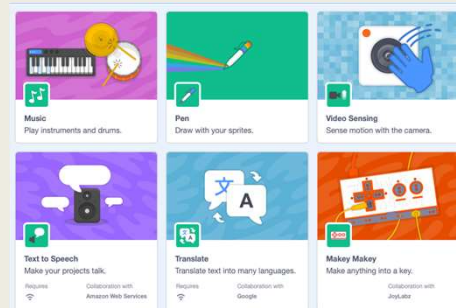 Music
Play instruments and drums.
Pen
Draw with your sprites.
Video Sensing
Sense motion with the camera.
文
A
Text to Speech
Make your projects talk.
Requires
Collaboration with
Amazon Web Services
Translate
Translate text into many languages.
Requires
Collaboration with
Google
Makey Makey
Make anything into a key.
Collaboration with
JoyLabz